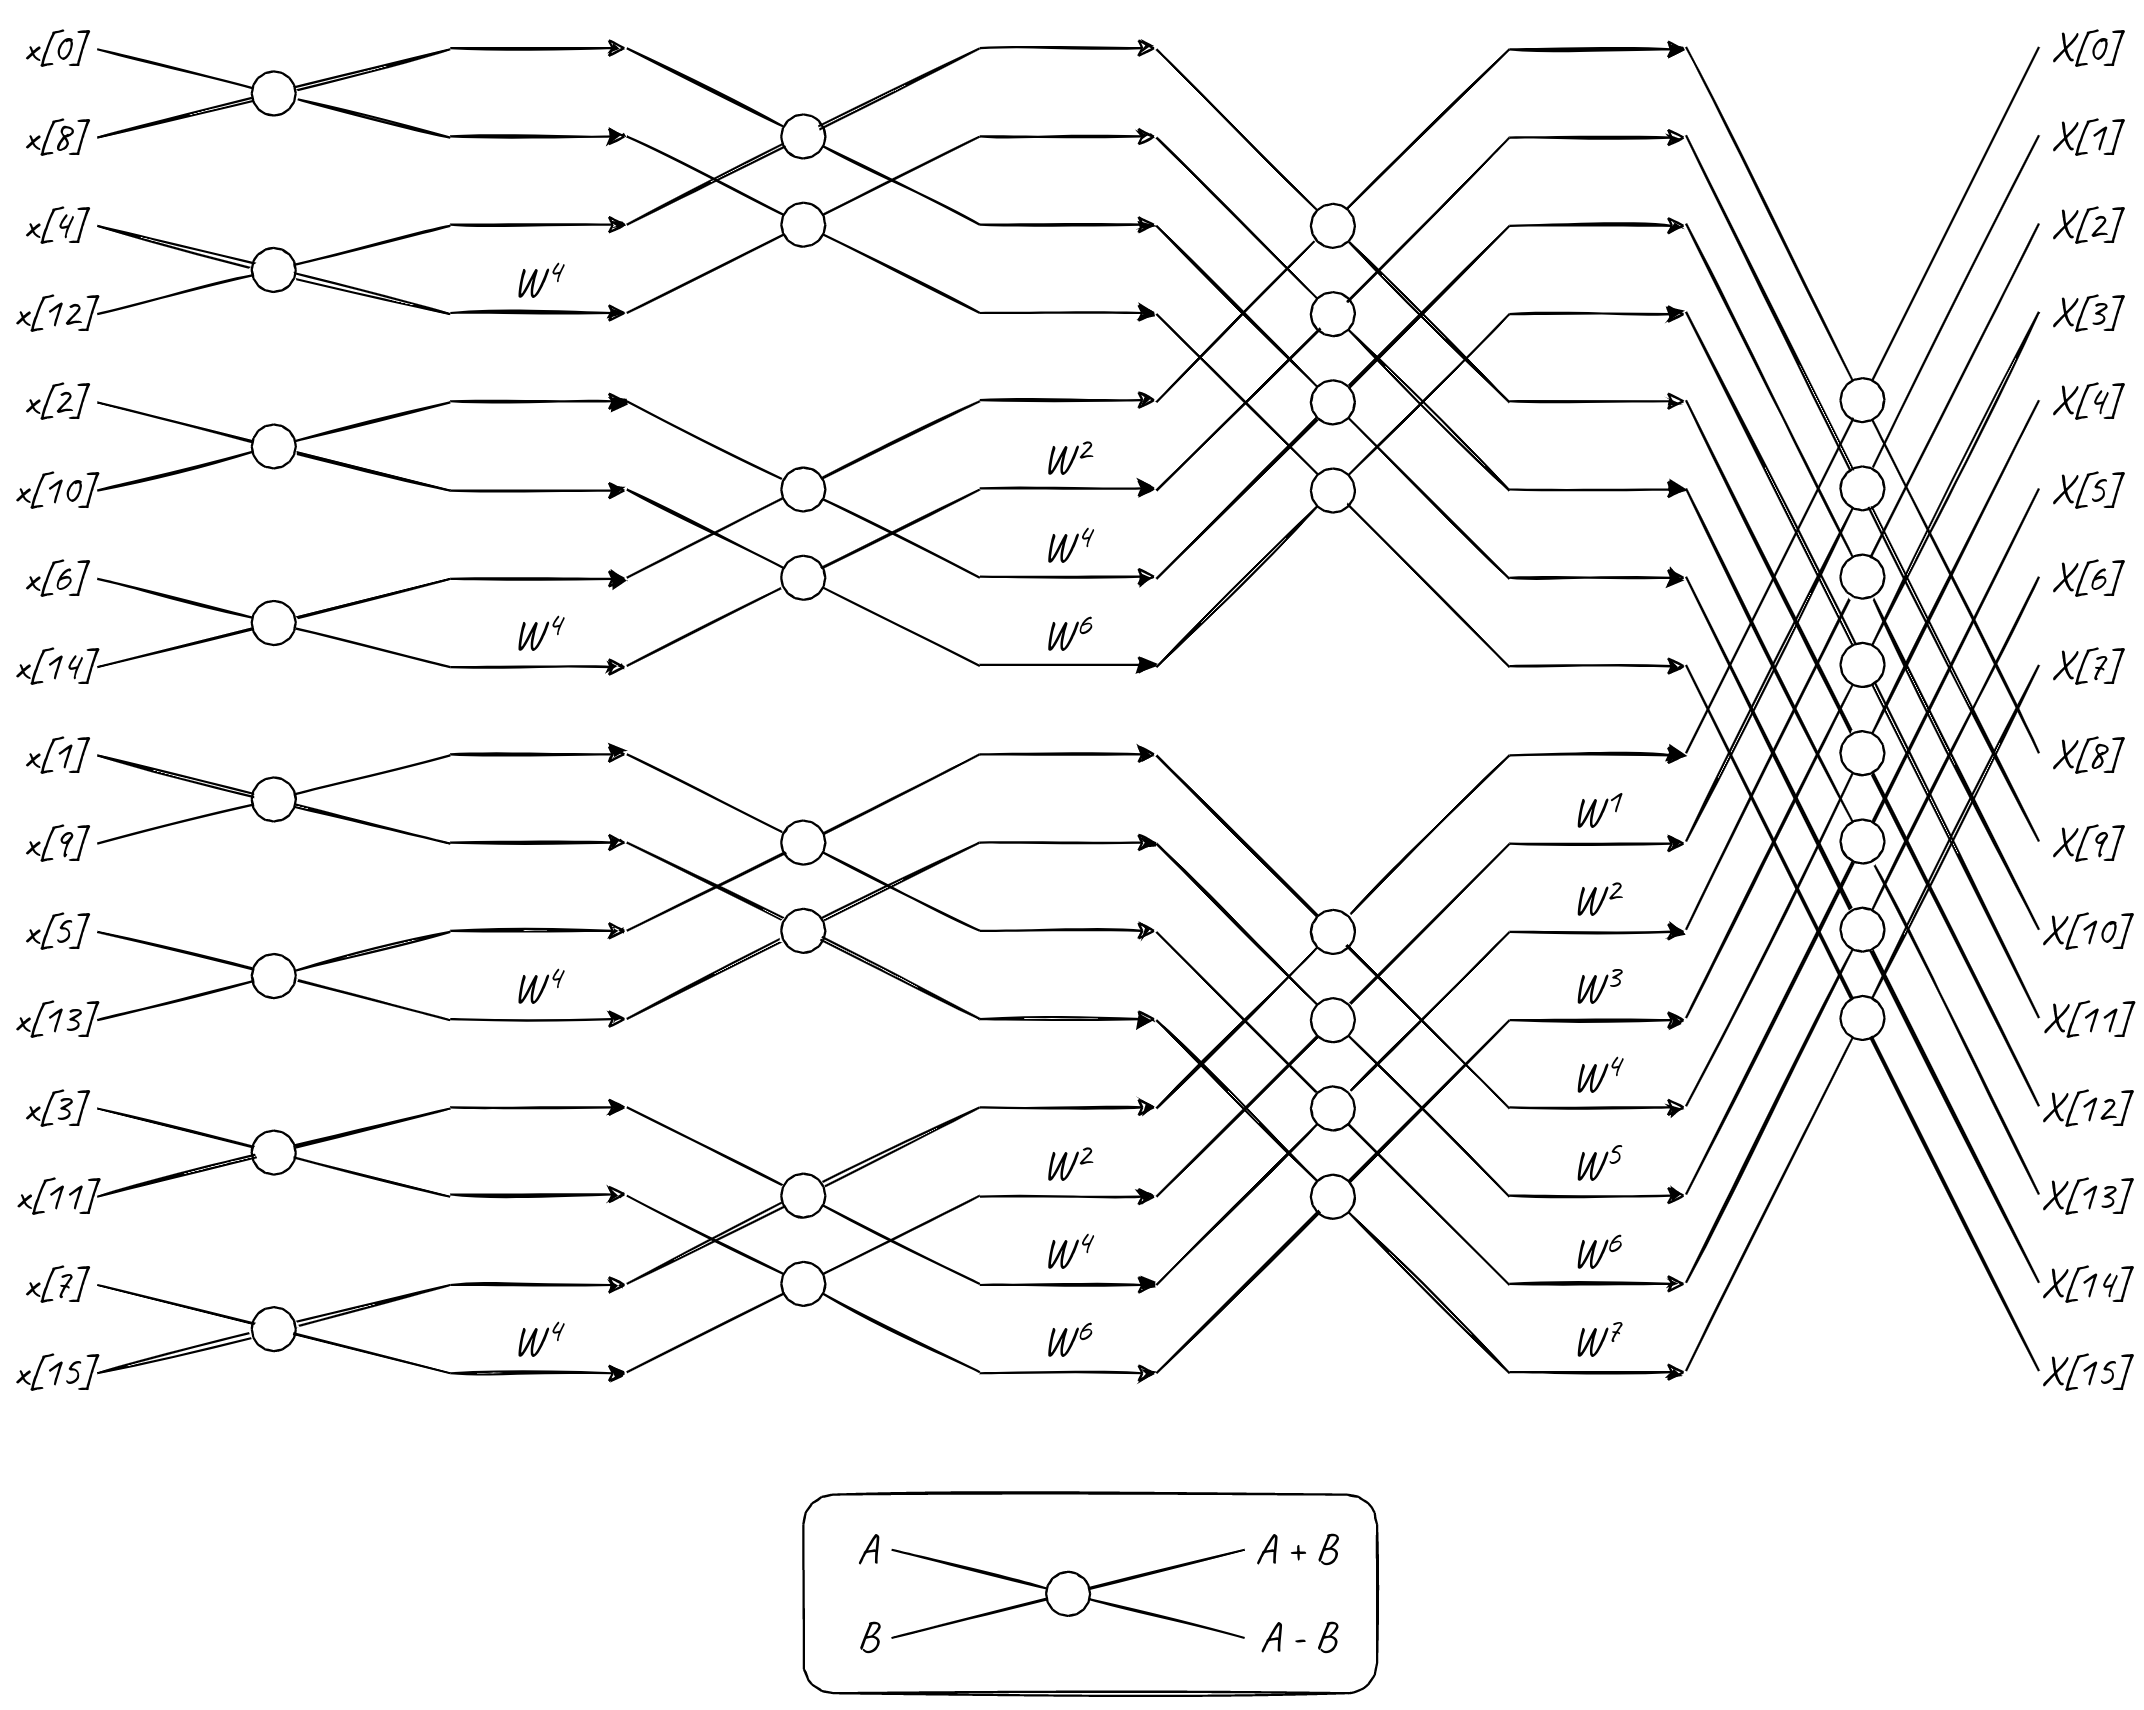 x[0] X[0]
x[8] X[1]
x[4] X[2]
W^4
x[12] X[3]
x[2] X[4]
W^2
x[10] X[5]
W^4
x[6] X[6]
W^4 W^6
x[14] X[7]
x[1] X[8]
W^1
x[9] X[9]
W^2
x[5] X[10]
W^4 W^3
x[13] X[11]
W^4
x[3] X[12]
W^2 W^5
x[11] X[13]
W^4 W^6
x[7] X[14]
W^4 W^6 W^7
x[15] X[15]
A A + B
B A - B